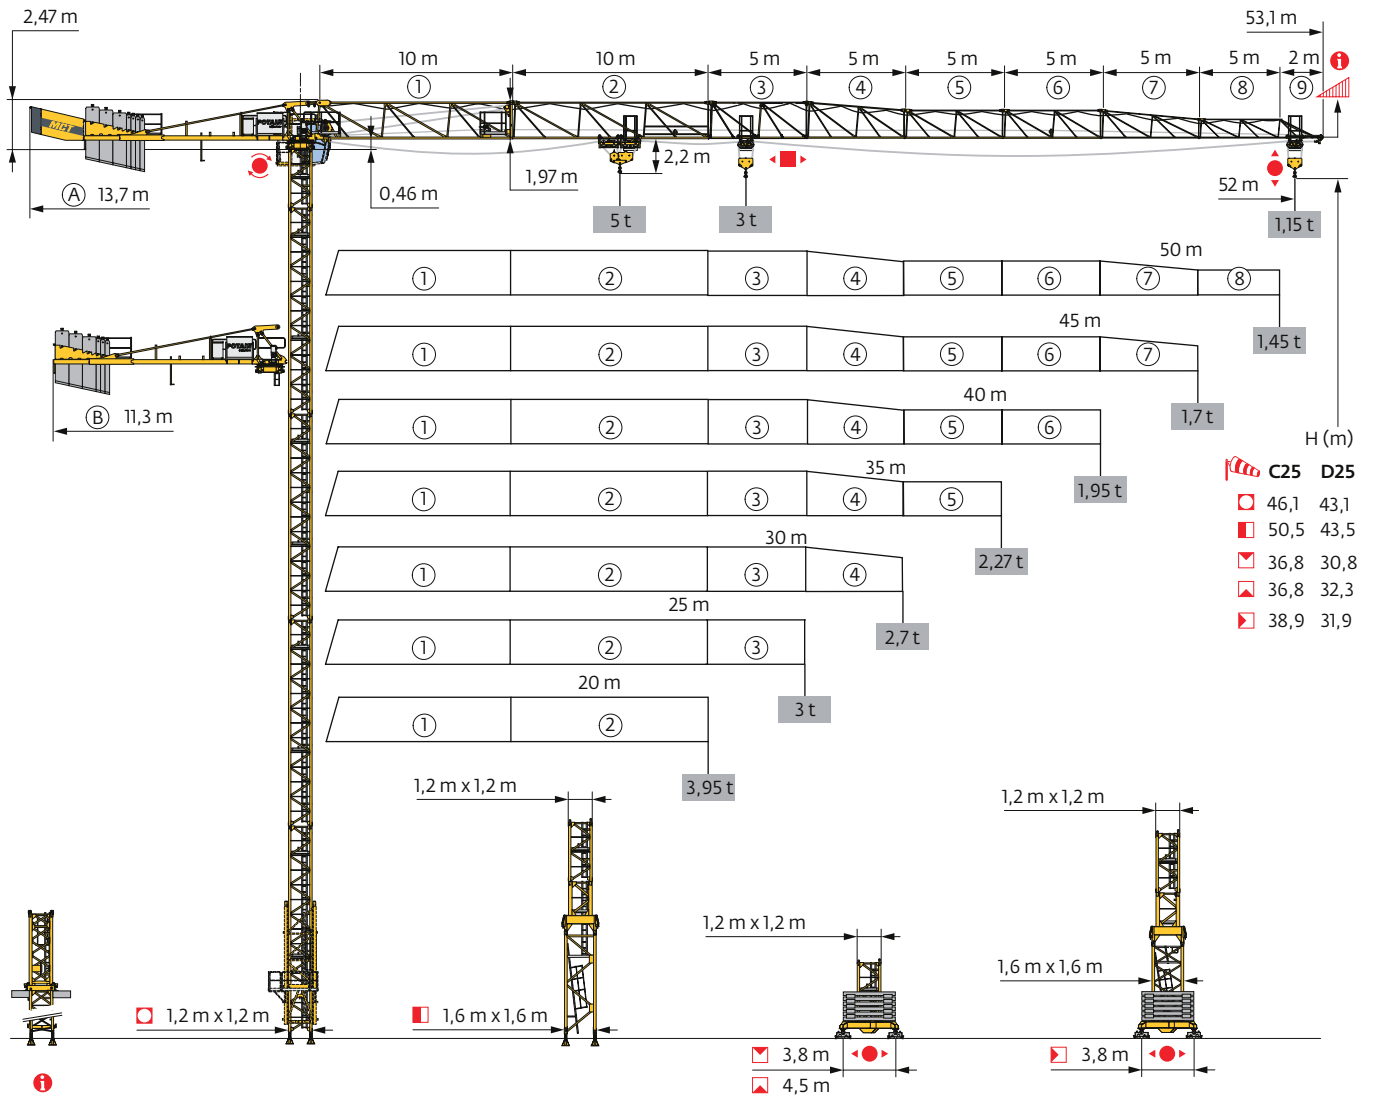 2,47 m
53,1 m
10 m 10 m 5 m 5 m 5 m 5 m 5 m 5 m 2 m
① ② ③ ④ ⑤ ⑥ ⑦ ⑧ ⑨
MCT
POTAIN
2,2 m
1,97 m
Ⓐ 13,7 m
0,46 m
52 m
5 t
3 t
1,15 t
50 m
① ② ③ ④ ⑤ ⑥ ⑦ ⑧
1,45 t
45 m
① ② ③ ④ ⑤ ⑥ ⑦
POTAIN
1,7 t
Ⓑ 11,3 m
40 m
① ② ③ ④ ⑤ ⑥
1,95 t
H (m)
C25 D25
46,1 43,1
50,5 43,5
36,8 30,8
36,8 32,3
38,9 31,9
35 m
① ② ③ ④ ⑤
2,27 t
30 m
① ② ③ ④
2,7 t
25 m
① ② ③
3 t
20 m
① ②
3,95 t
1,2 m x 1,2 m
1,2 m x 1,2 m
1,2 m x 1,2 m
1,6 m x 1,6 m
1,2 m x 1,2 m
1,6 m x 1,6 m
3,8 m
4,5 m
3,8 m